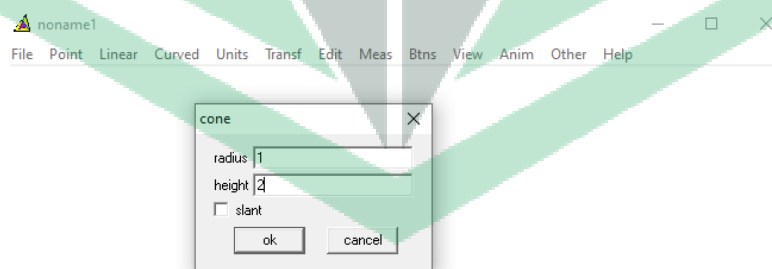 noname1
File Point Linear Curved Units Transf Edit Meas Btns View Anim Other Help
cone
radius 1
height 2
slant
ok cancel